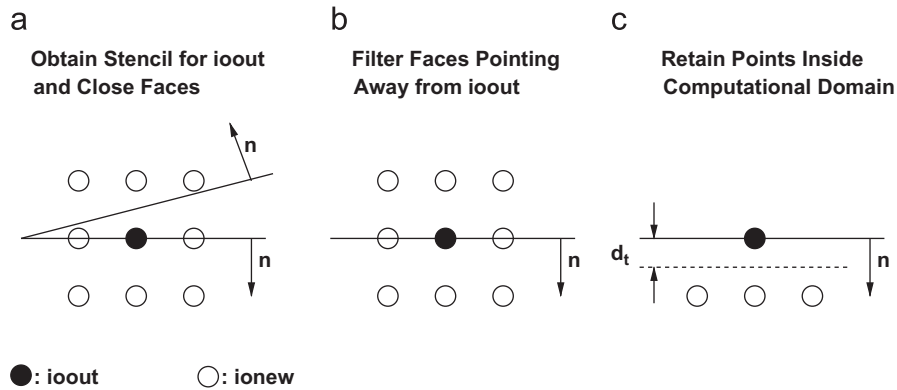 a
Obtain Stencil for ioout
and Close Faces
n
n
b
Filter Faces Pointing
Away from ioout
n
c
Retain Points Inside
Computational Domain
dt
n
: ioout
: ionew